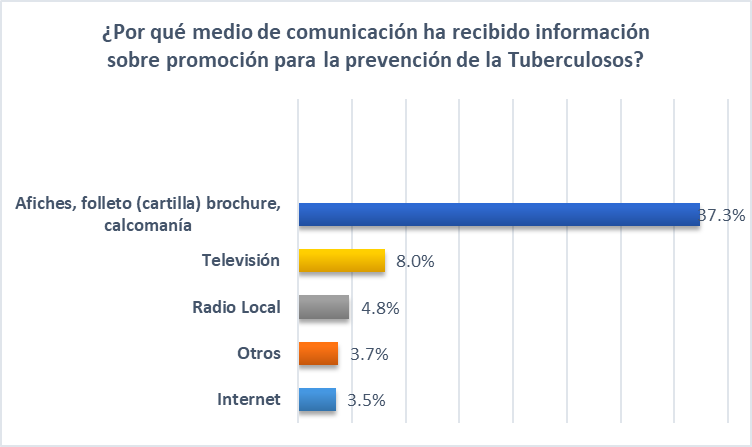 ¿Por qué medio de comunicación ha recibido información
sobre promoción para la prevención de la Tuberculosos?
Afiches, folleto (cartilla) brochure,
calcomanía
37.3%
Televisión
8.0%
Radio Local
4.8%
Otros
3.7%
Internet
3.5%